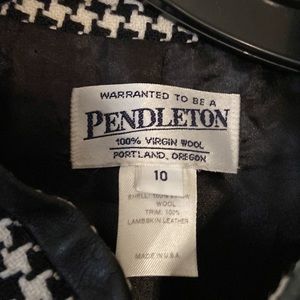 WARRANTED TO BE A
PENDLETON
100% VIRGIN WOOL
PORTLAND, OREGON
10
SHELL: 100% VIRGIN
WOOL
TRIM: 100%
LAMBSKIN LEATHER
MADE IN U.S.A.